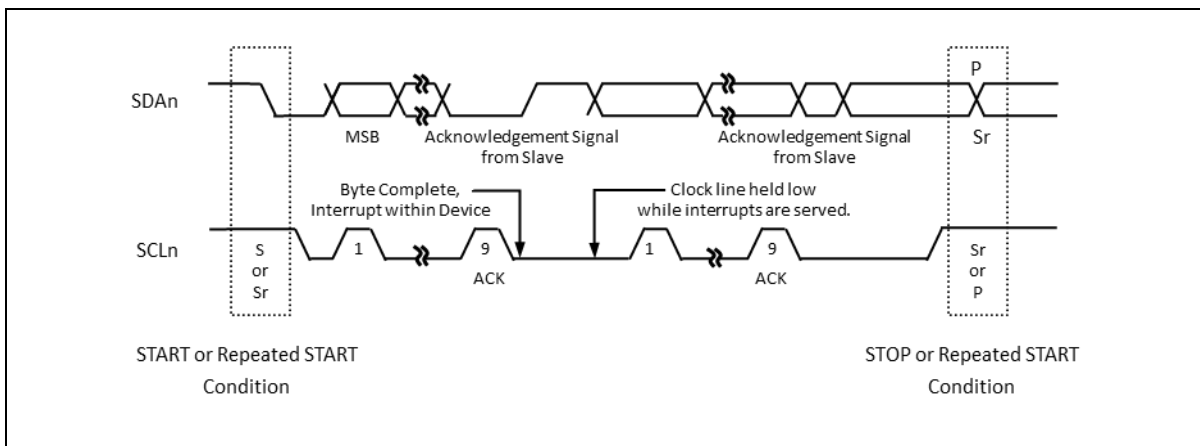 P
SDAn
MSB
Acknowledgement Signal
from Slave
Acknowledgement Signal
from Slave
Sr
Byte Complete,
Interrupt within Device
Clock line held low
while interrupts are served.
SCLn
S
or
Sr
1
9
ACK
1
9
ACK
Sr
or
P
START or Repeated START
Condition
STOP or Repeated START
Condition